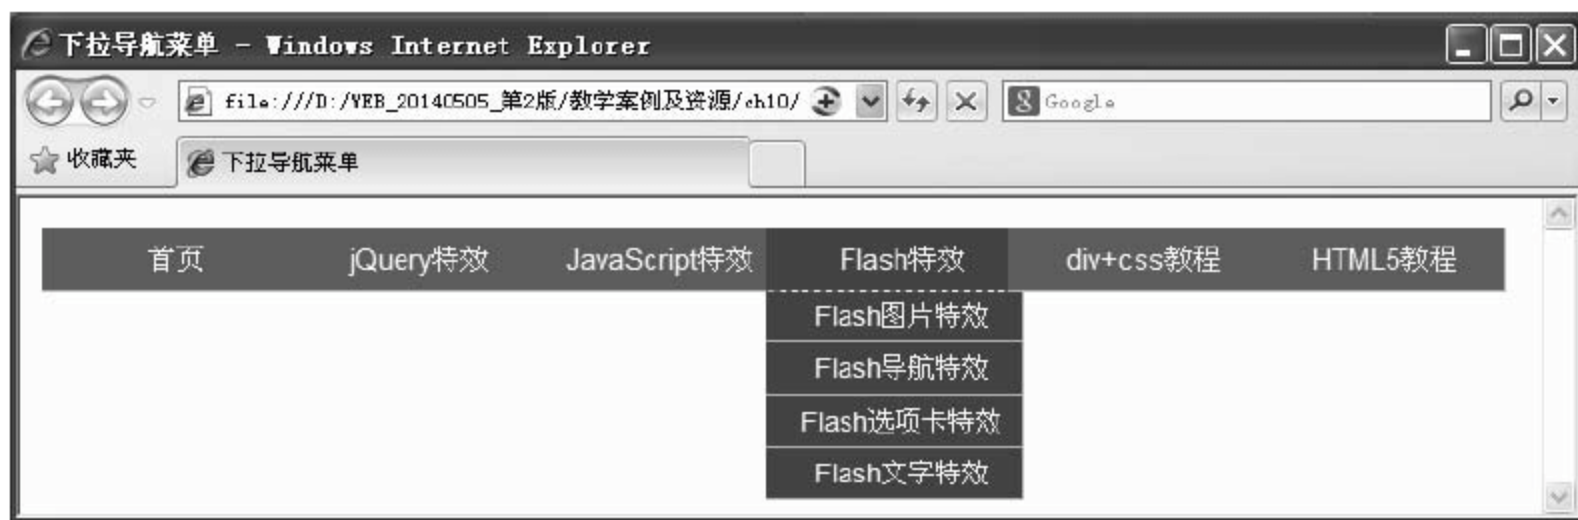 下拉导航菜单 - Windows Internet Explorer
file:///D:/WEB_20140505_第2版/教学案例及资源/ch10/ Google
收藏夹 下拉导航菜单
首页 jQuery特效 JavaScript特效 Flash特效 div+css教程 HTML5教程
Flash图片特效
Flash导航特效
Flash选项卡特效
Flash文字特效